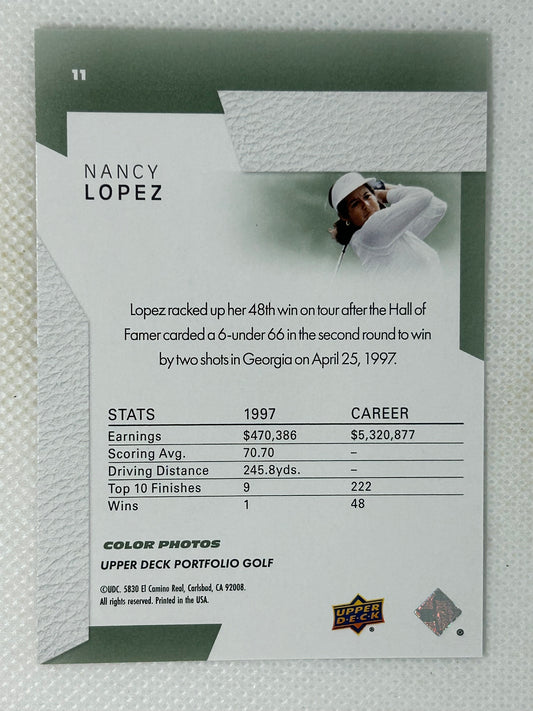 11
NANCY
LOPEZ
Lopez racked up her 48th win on tour after the Hall of
Famer carded a 6-under 66 in the second round to win
by two shots in Georgia on April 25, 1997.
STATS 1997 CAREER
Earnings $470,386 $5,320,877
Scoring Avg. 70.70 –
Driving Distance 245.8yds. –
Top 10 Finishes 9 222
Wins 1 48
COLOR PHOTOS
UPPER DECK PORTFOLIO GOLF
©UDC. 5830 El Camino Real, Carlsbad, CA 92008.
All rights reserved. Printed in the USA.
UPPER
D·E·C·K
®
®